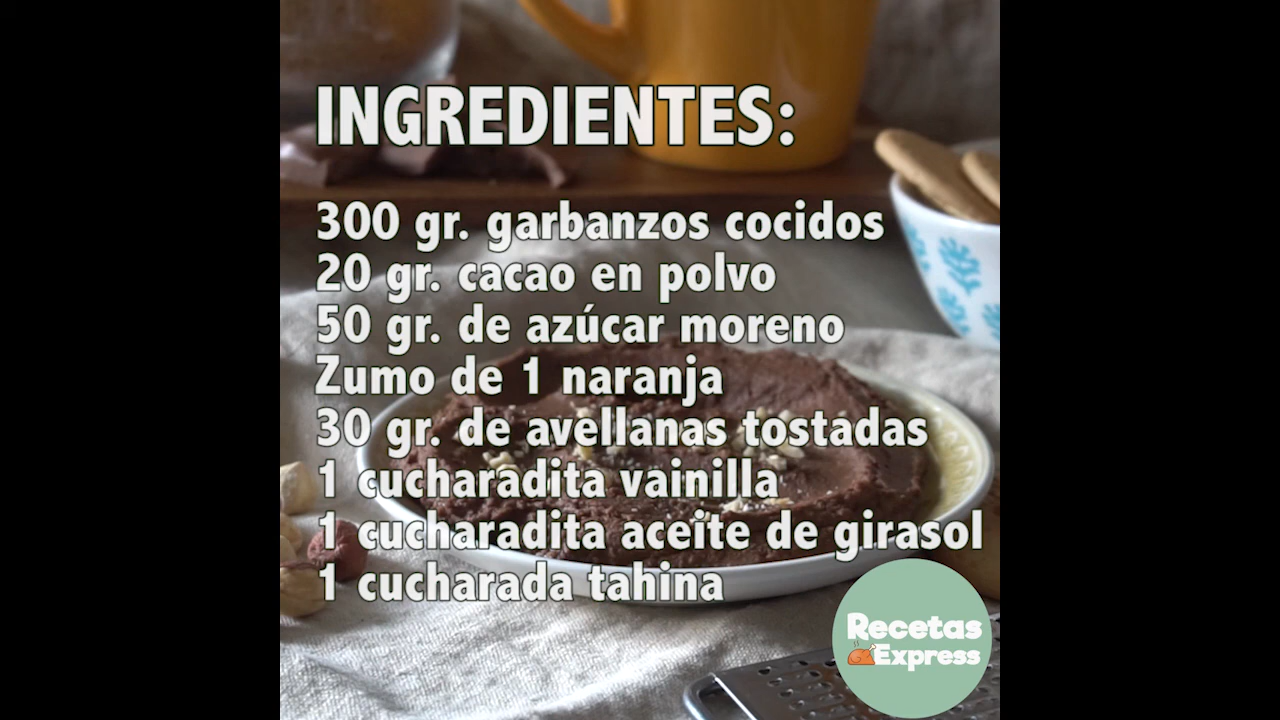 INGREDIENTES:
300 gr. garbanzos cocidos
20 gr. cacao en polvo
50 gr. de azúcar moreno
Zumo de 1 naranja
30 gr. de avellanas tostadas
1 cucharadita vainilla
1 cucharadita aceite de girasol
1 cucharada tahina
Recetas
Express